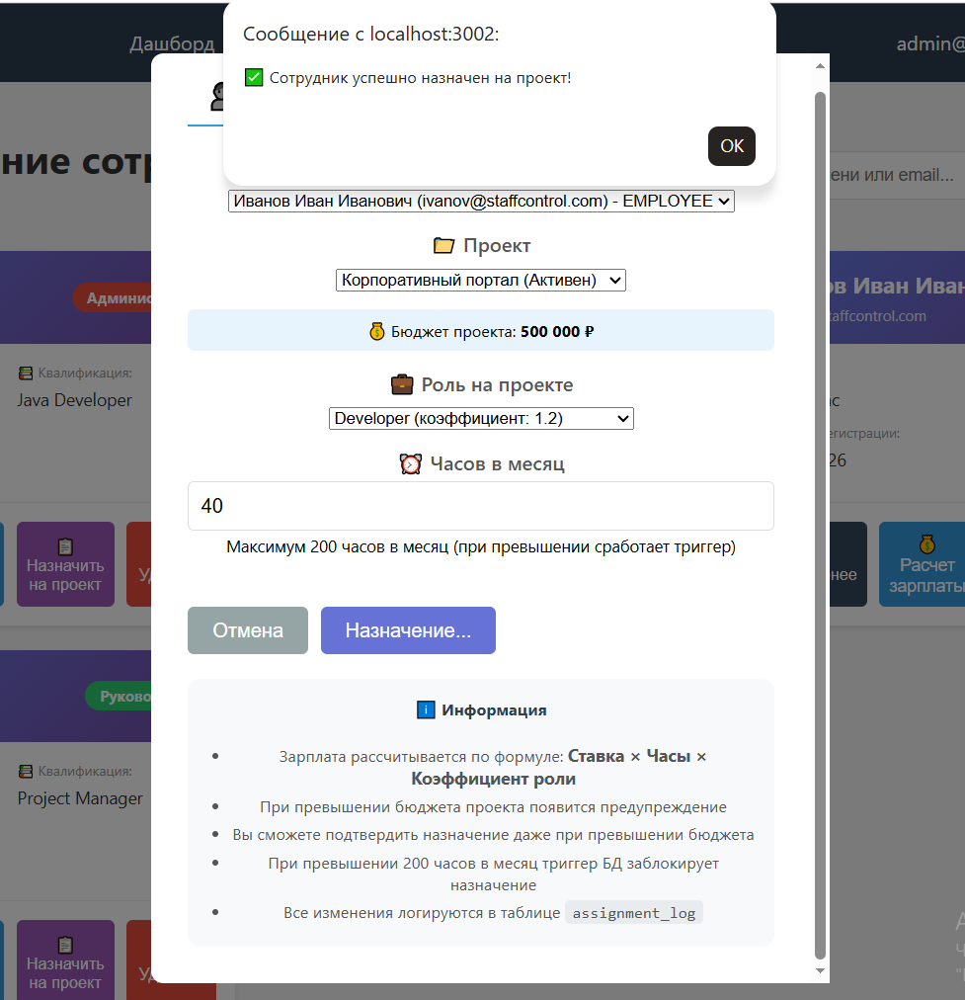 Сообщение с localhost:3002:
✅ Сотрудник успешно назначен на проект!
OK
Дашборд
admin@
ние сотр
ени или email...
Иванов Иван Иванович (ivanov@staffcontrol.com) - EMPLOYEE
Проект
Корпоративный портал (Активен)
Бюджет проекта: 500 000 ₽
Роль на проекте
Developer (коэффициент: 1.2)
Часов в месяц
40
Максимум 200 часов в месяц (при превышении сработает триггер)
Отмена
Назначение...
Информация
• Зарплата рассчитывается по формуле: Ставка × Часы ×
Коэффициент роли
• При превышении бюджета проекта появится предупреждение
• Вы сможете подтвердить назначение даже при превышении бюджета
• При превышении 200 часов в месяц триггер БД заблокирует
назначение
• Все изменения логируются в таблице assignment_log
Админис
Квалификация:
Java Developer
Назначить
на проект
Руково
Квалификация:
Project Manager
Назначить
на проект
ов Иван Иван
taffcontrol.com
егистрации:
26
нее
Расчет
зарплаты